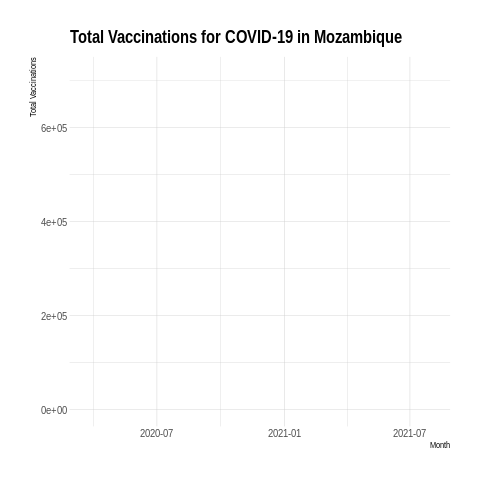 Total Vaccinations for COVID-19 in Mozambique
Total Vaccinations
6e+05
4e+05
2e+05
0e+00
2020-07 2021-01 2021-07
Month